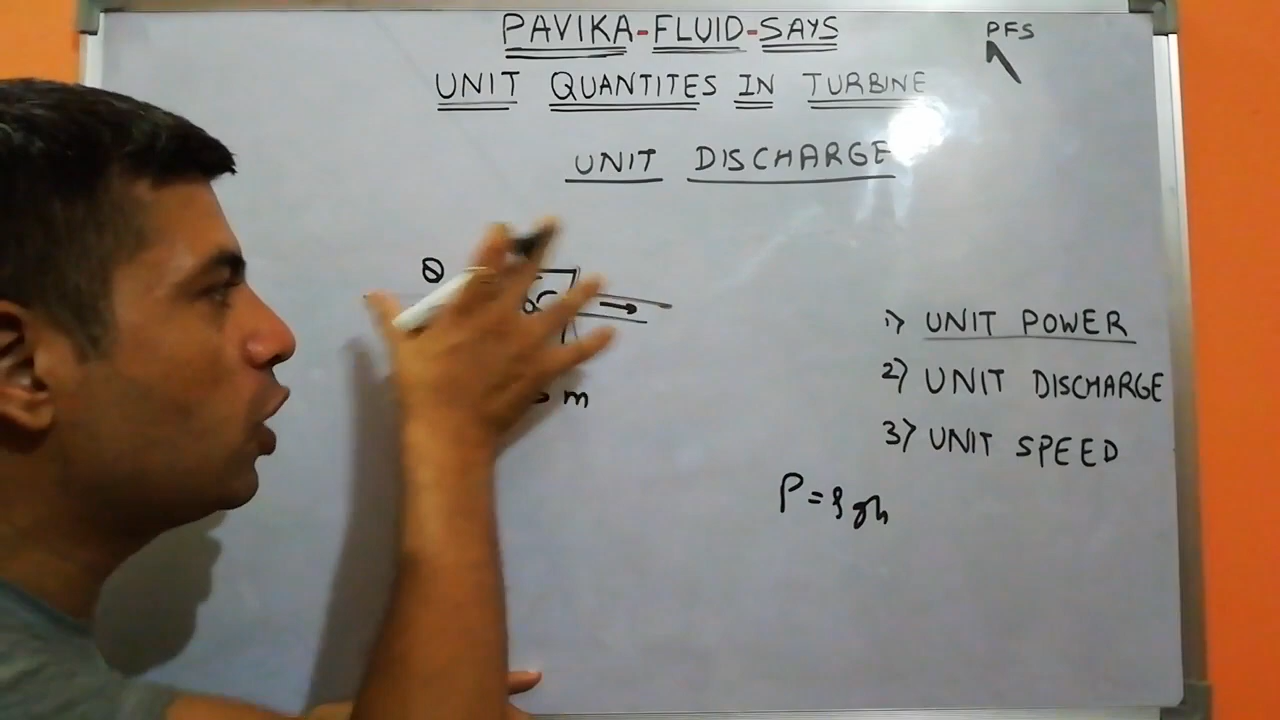 PAVIKA-FLUID-SAYS
PFS
UNIT QUANTITES IN TURBINE
UNIT DISCHARGE
Q
m
1) UNIT POWER
2) UNIT DISCHARGE
3) UNIT SPEED
P=ρgh